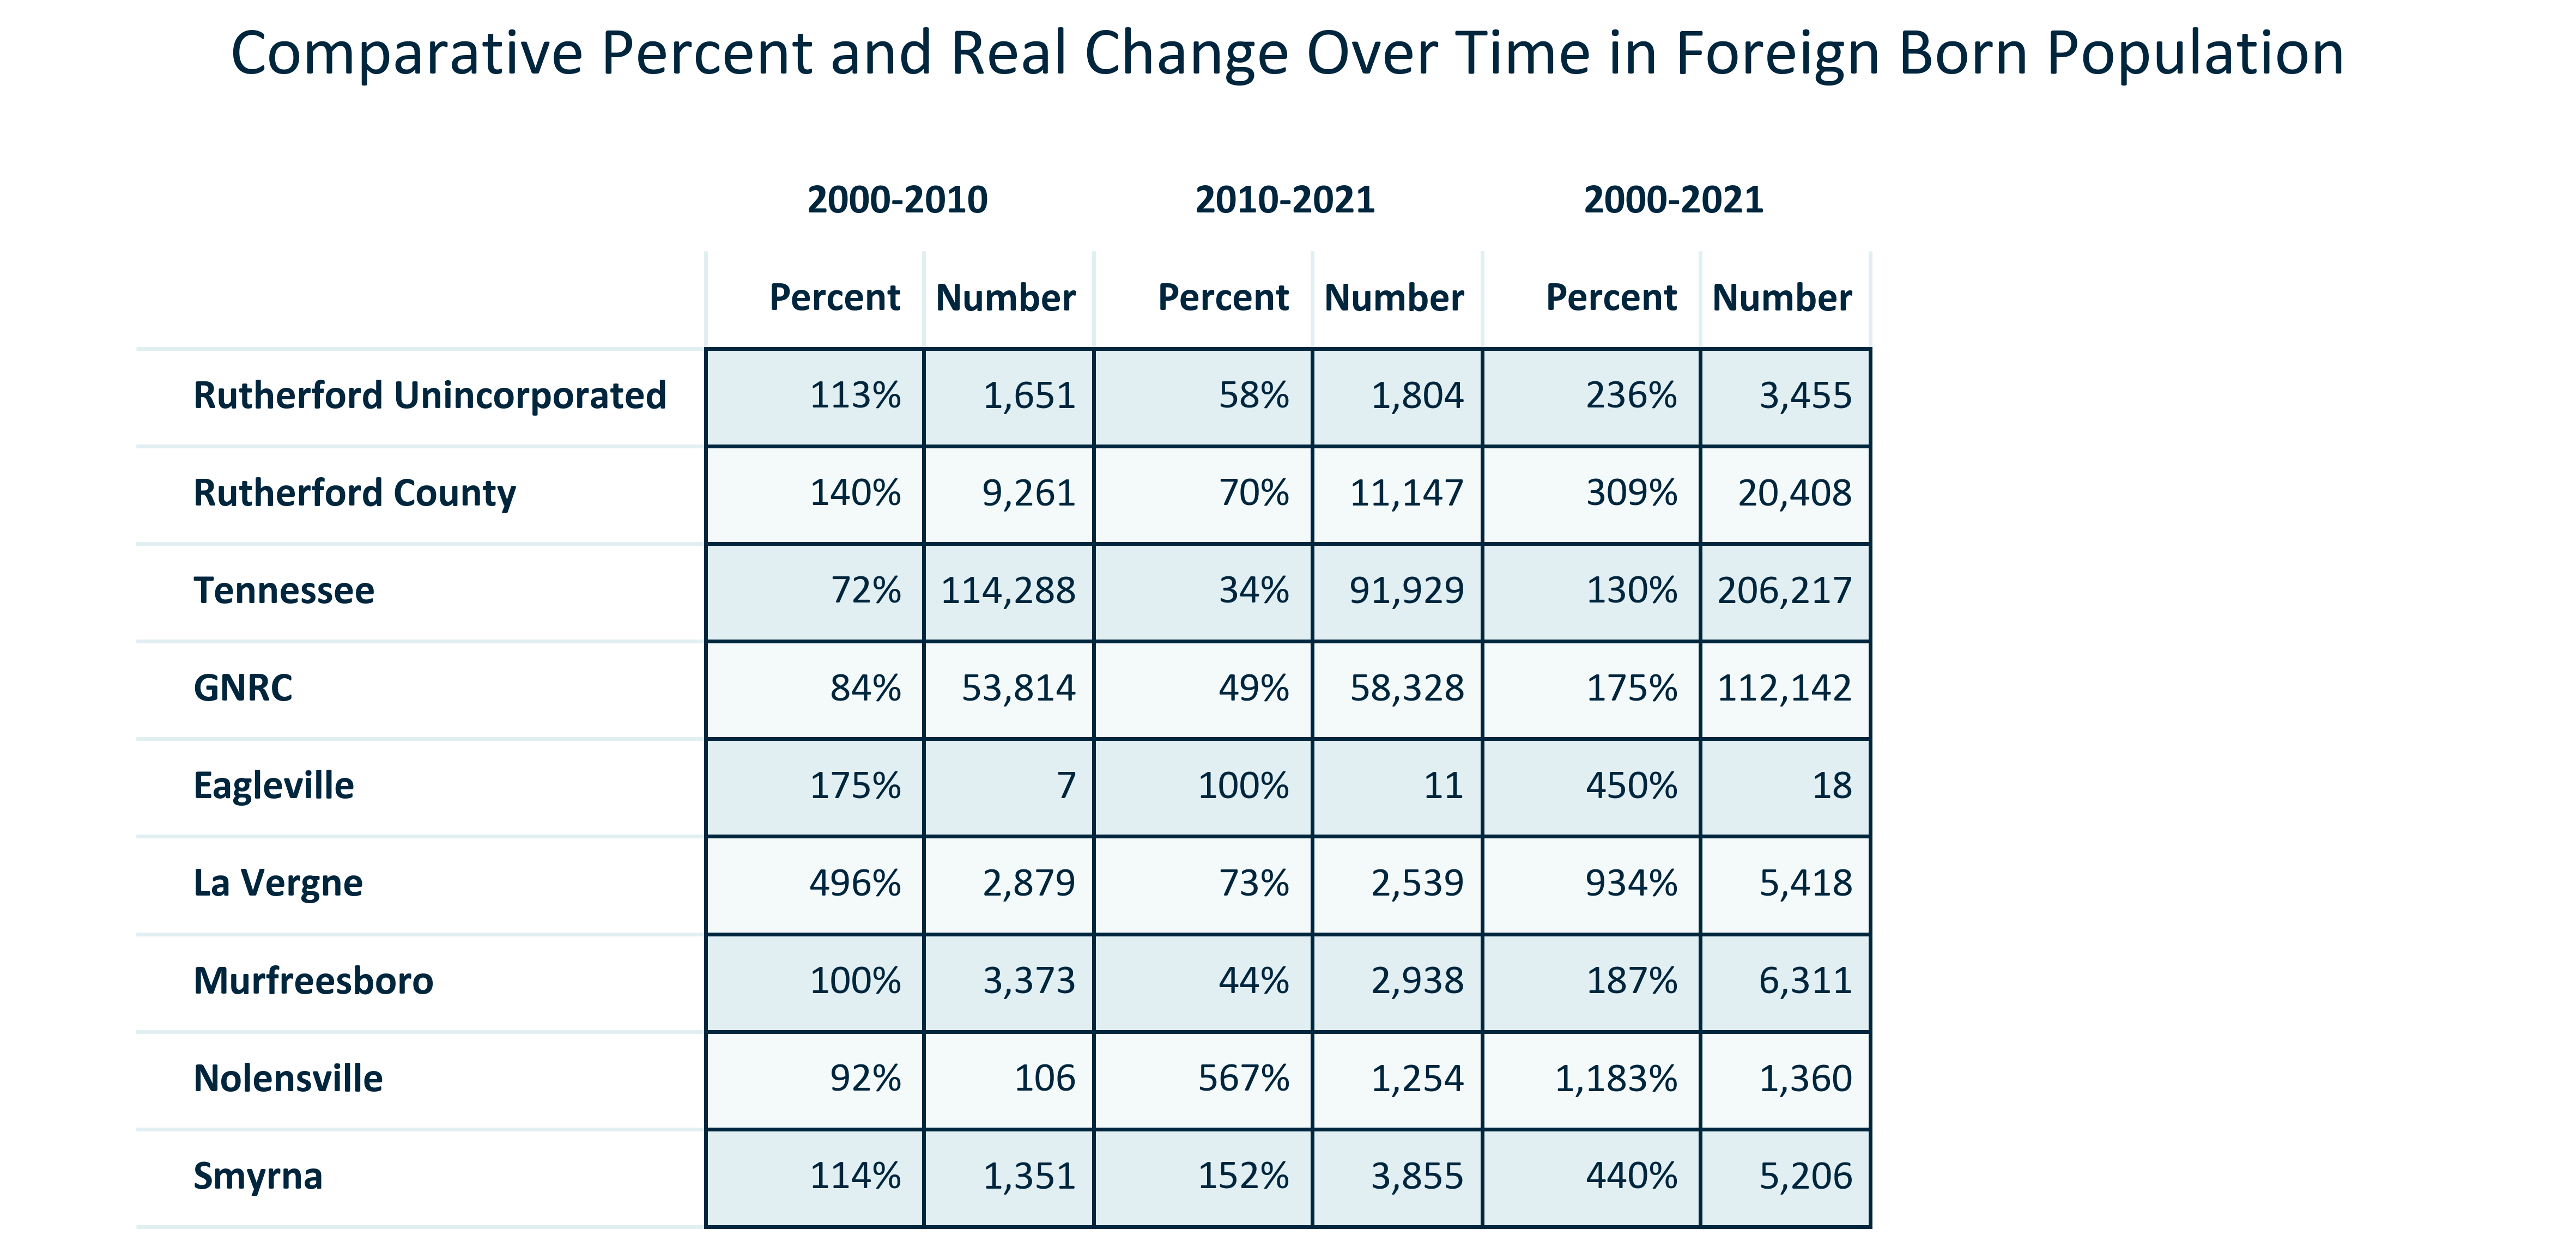 Comparative Percent and Real Change Over Time in Foreign Born Population
2000-2010 2010-2021 2000-2021
Percent Number Percent Number Percent Number
Rutherford Unincorporated 113% 1,651 58% 1,804 236% 3,455
Rutherford County 140% 9,261 70% 11,147 309% 20,408
Tennessee 72% 114,288 34% 91,929 130% 206,217
GNRC 84% 53,814 49% 58,328 175% 112,142
Eagleville 175% 7 100% 11 450% 18
La Vergne 496% 2,879 73% 2,539 934% 5,418
Murfreesboro 100% 3,373 44% 2,938 187% 6,311
Nolensville 92% 106 567% 1,254 1,183% 1,360
Smyrna 114% 1,351 152% 3,855 440% 5,206